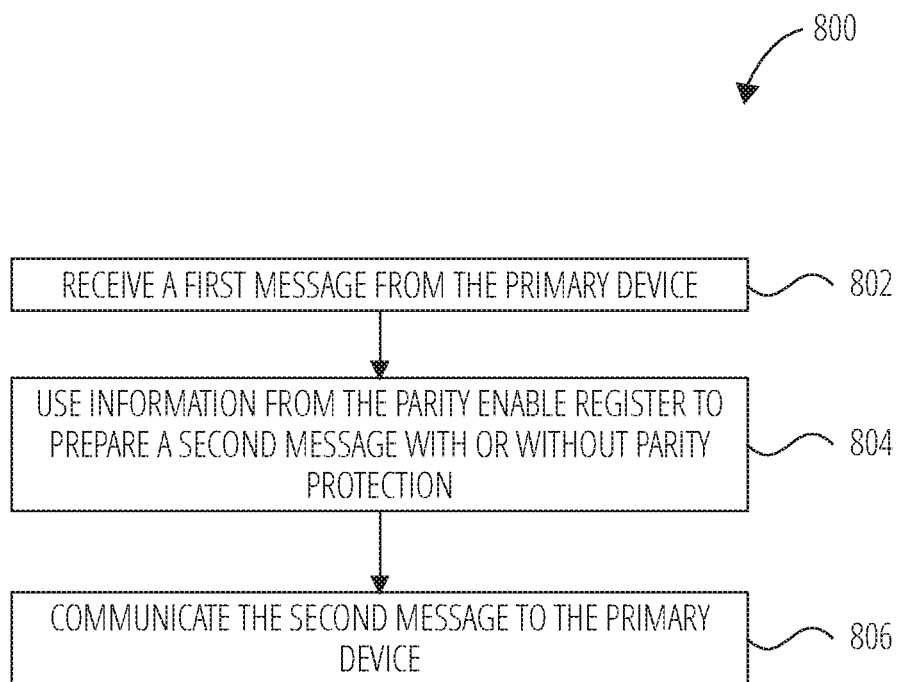 800
RECEIVE A FIRST MESSAGE FROM THE PRIMARY DEVICE
802
USE INFORMATION FROM THE PARITY ENABLE REGISTER TO
PREPARE A SECOND MESSAGE WITH OR WITHOUT PARITY
PROTECTION
804
COMMUNICATE THE SECOND MESSAGE TO THE PRIMARY
DEVICE
806